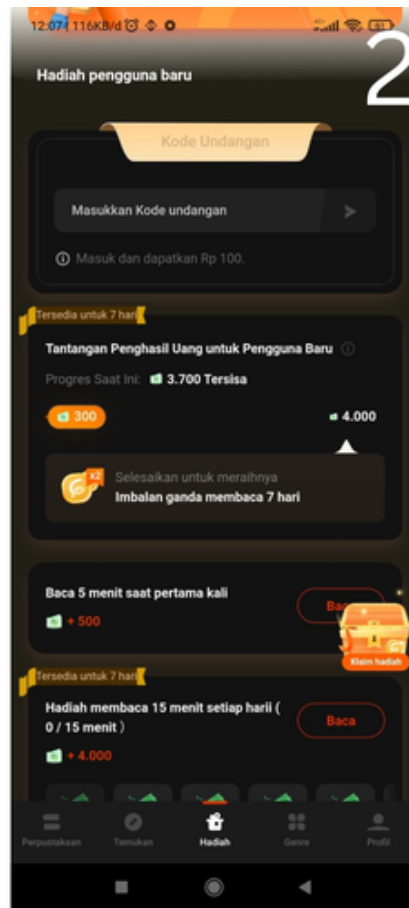 12:07 116KB/d
2
Hadiah pengguna baru
Kode Undangan
Masukkan Kode undangan
Masuk dan dapatkan Rp 100.
Tersedia untuk 7 hari
Tantangan Penghasil Uang untuk Pengguna Baru
Progres Saat Ini: 3.700 Tersisa
300
4.000
x2
Selesaikan untuk meraihnya
Imbalan ganda membaca 7 hari
Baca 5 menit saat pertama kali
+ 500
Klaim hadiah
Tersedia untuk 7 hari
Hadiah membaca 15 menit setiap harii (
0 / 15 menit )
Baca
+ 4.000
Perpustakaan Temukan Hadiah Genre Profil